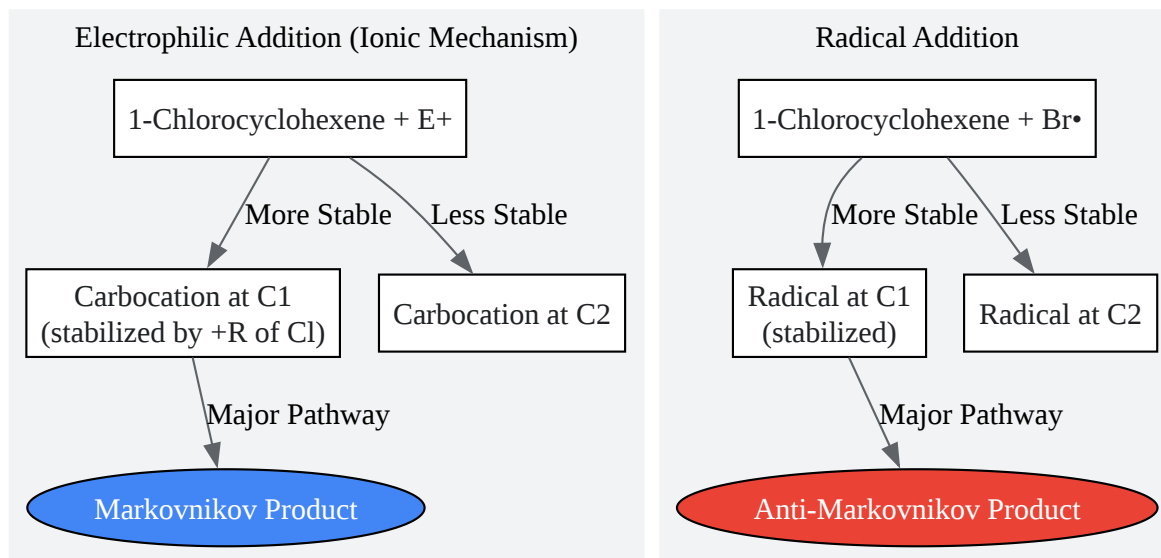 Electrophilic Addition (Ionic Mechanism)
1-Chlorocyclohexene + E+
More Stable
Less Stable
Carbocation at C1
(stabilized by +R of Cl)
Carbocation at C2
Major Pathway
Markovnikov Product
Radical Addition
1-Chlorocyclohexene + Br•
More Stable
Less Stable
Radical at C1
(stabilized)
Radical at C2
Major Pathway
Anti-Markovnikov Product